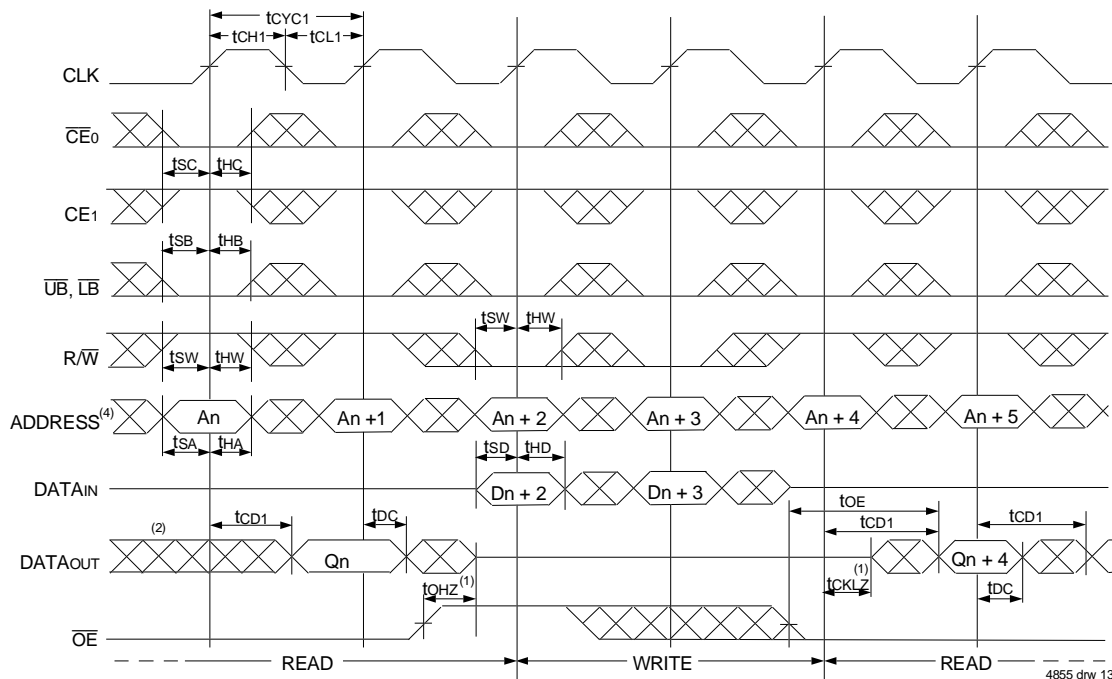 tCYC1
tCH1 tCL1
CLK
CE0
tSC tHC
CE1
tSB tHB
UB, LB
tSW tHW
R/W
tSW tHW
ADDRESS(4) An An +1 An + 2 An + 3 An + 4 An + 5
tSA tHA
tSD tHD
DATAIN Dn + 2 Dn + 3
tOE
(2) tCD1 tDC tCD1 tCD1
DATAOUT Qn Qn + 4
tOHZ(1) tCKLZ(1) tDC
OE
READ WRITE READ
4855 drw 13